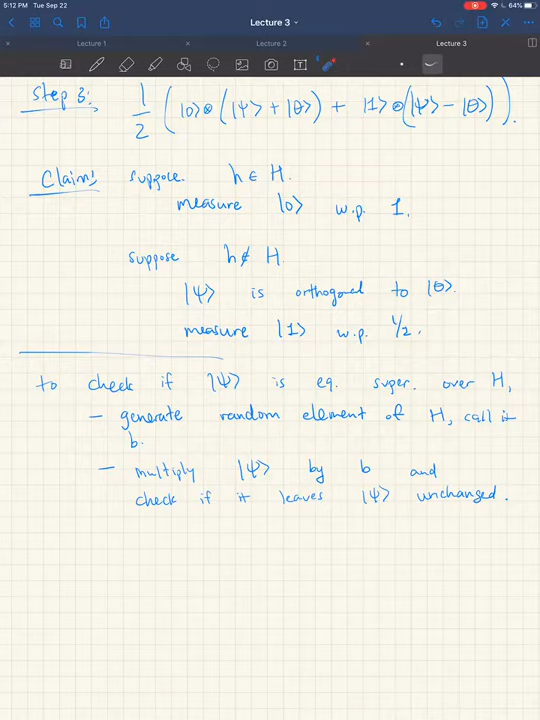 5:12 PM Tue Sep 22
64%
Lecture 3
Lecture 1
Lecture 2
Lecture 3
Step 3: 1/2 ( |0⟩⊗(|ψ⟩ + |θ⟩) + |1⟩⊗(|ψ⟩ − |θ⟩) ).
Claim: suppose h ∈ H.
measure |0⟩ w.p. 1.
suppose h ∉ H.
|ψ⟩ is orthogonal to |θ⟩.
measure |1⟩ w.p. 1/2.
to check if |ψ⟩ is eq. super. over H,
— generate random element of H, call it
b.
— multiply |ψ⟩ by b and
check if it leaves |ψ⟩ unchanged.